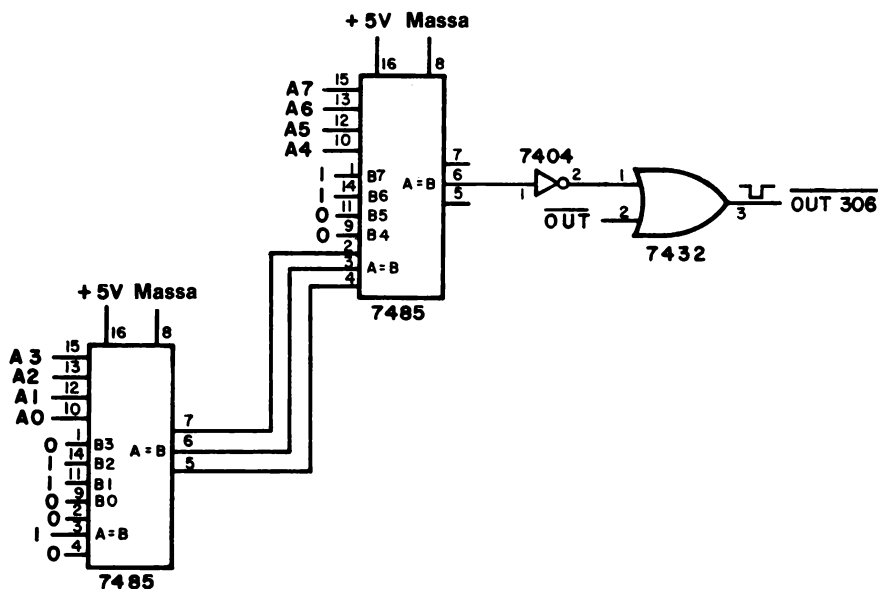 + 5V Massa
16 8
A7 15
A6 13
A5 12
A4 10
1 1 B7
1 14 B6
0 11 B5
0 9 B4
2
3 A = B
4
A = B
7
6
5
7485
7404
1 2
OUT
1
2
3
7432
OUT 306
+ 5V Massa
16 8
A 3 15
A2 13
A1 12
A0 10
0 1 B3
1 14 B2
1 11 B1
0 9 B0
0 2
1 3 A = B
0 4
A = B
7
6
5
7485